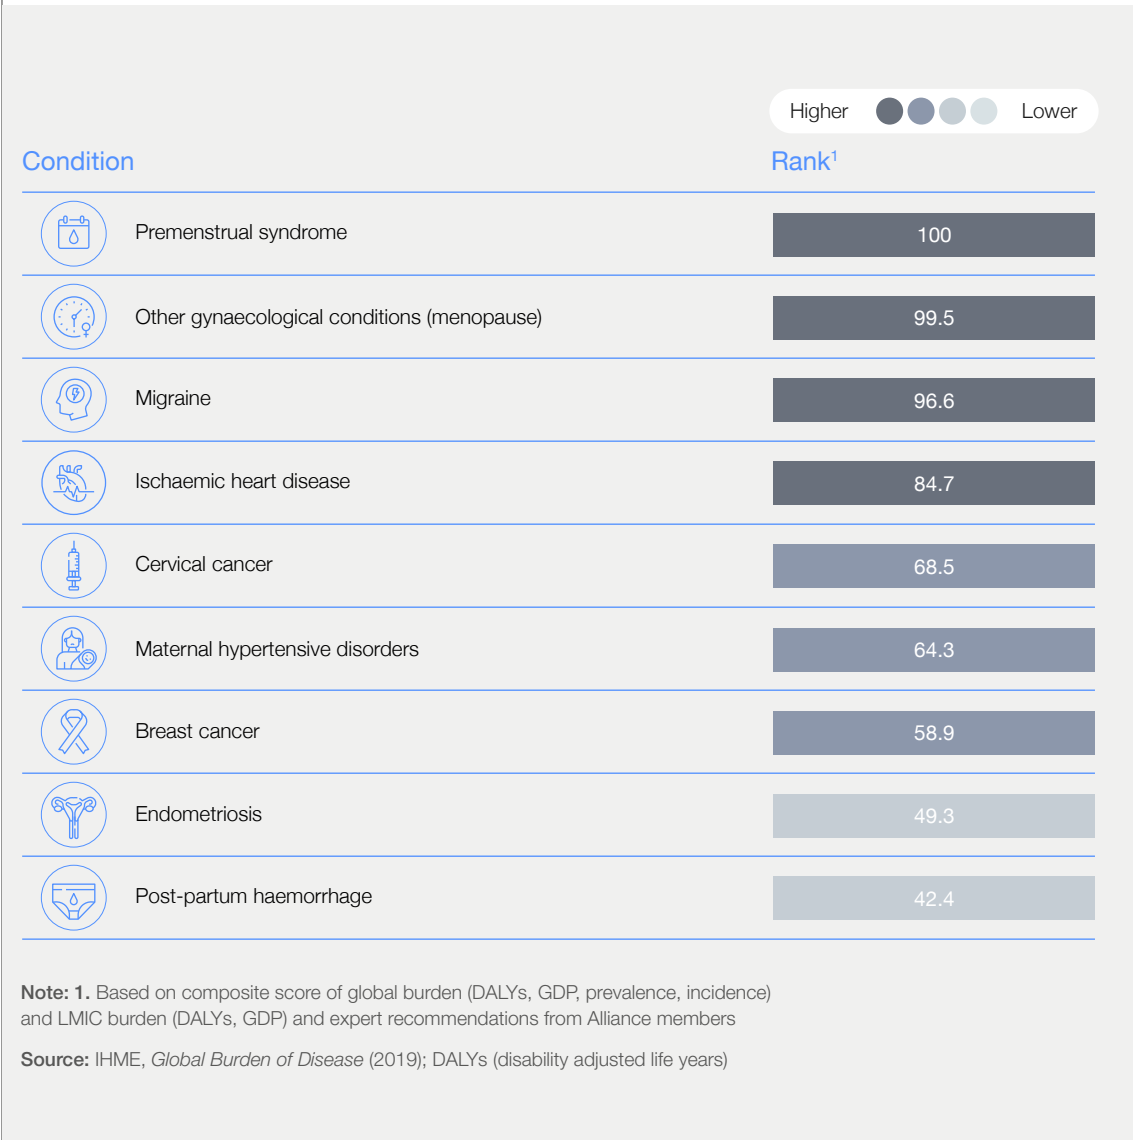 Higher Lower
Condition Rank1
Premenstrual syndrome 100
Other gynaecological conditions (menopause) 99.5
Migraine 96.6
Ischaemic heart disease 84.7
Cervical cancer 68.5
Maternal hypertensive disorders 64.3
Breast cancer 58.9
Endometriosis 49.3
Post-partum haemorrhage 42.4
Note: 1. Based on composite score of global burden (DALYs, GDP, prevalence, incidence)
and LMIC burden (DALYs, GDP) and expert recommendations from Alliance members
Source: IHME, Global Burden of Disease (2019); DALYs (disability adjusted life years)